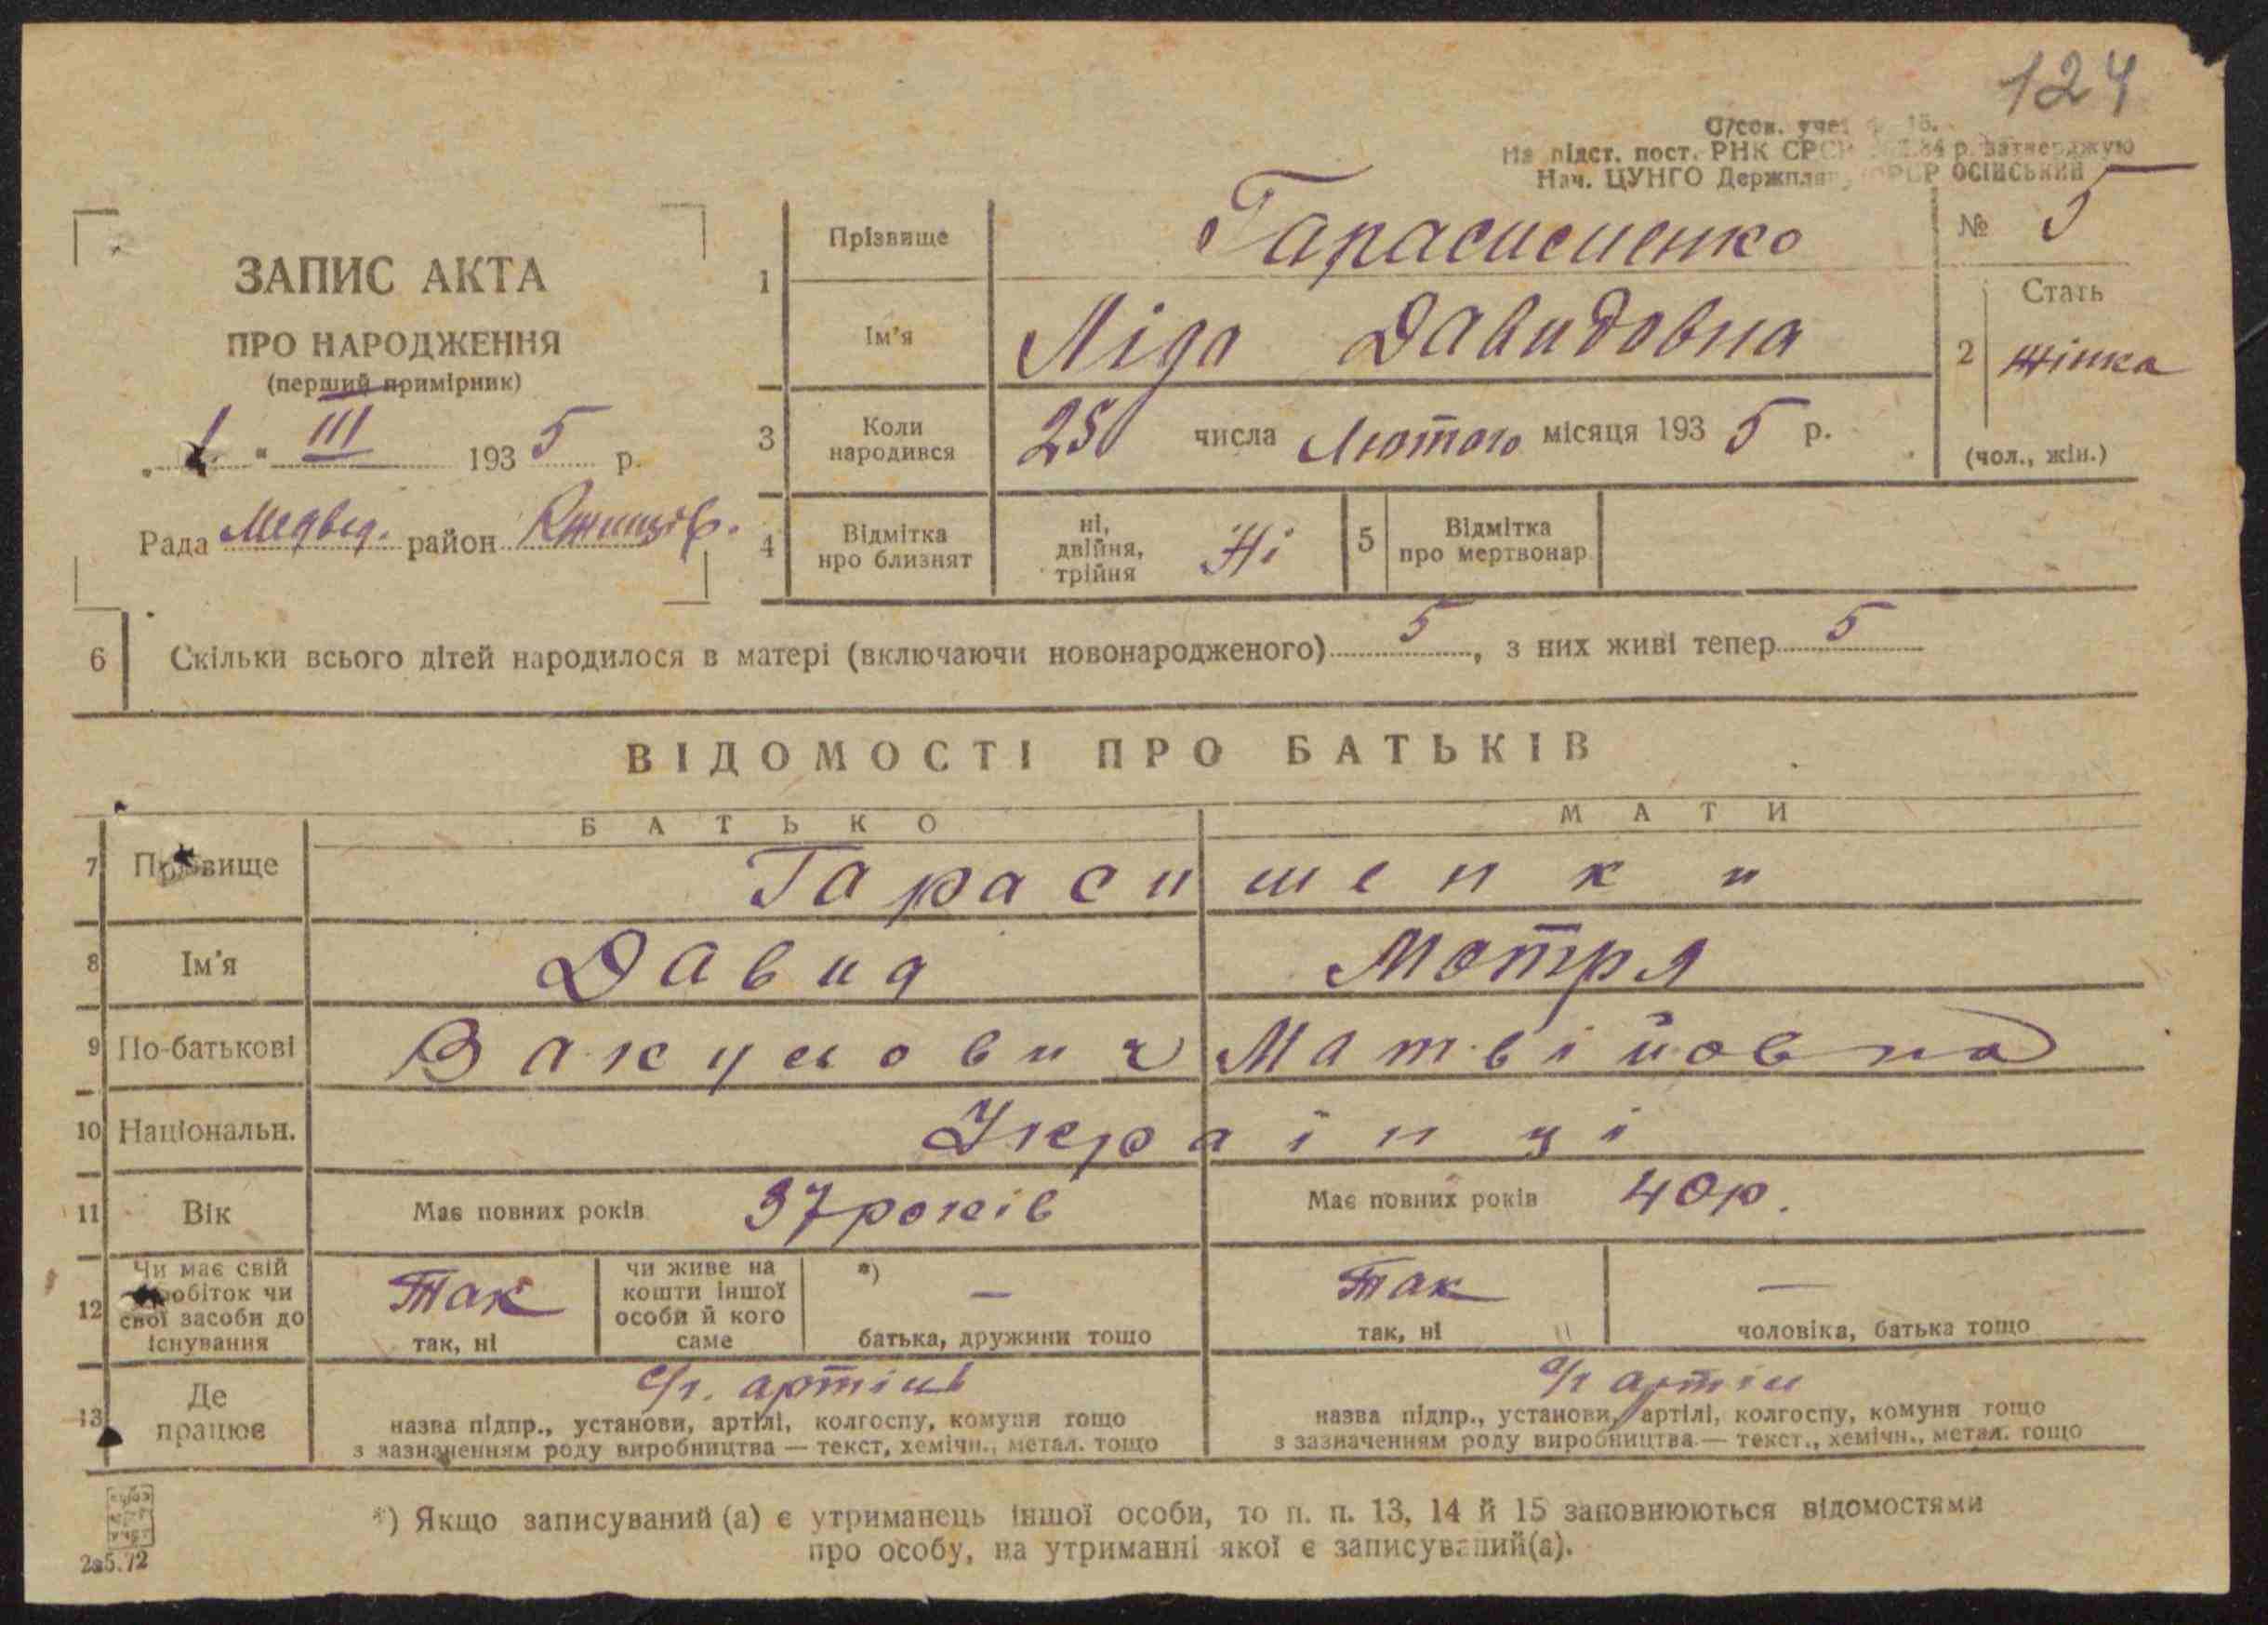 124
На підст. пост. РНК СРСР р. затверджую
Нач. ЦУНГО Держплану ОСІНСЬКИЙ
ЗАПИС АКТА
ПРО НАРОДЖЕННЯ
(перший примірник)
1 " III 1935 р.
Рада Медвед. район
1 Прізвище Тарасименко
№ 5
Ім'я Ліда Давидовна
2 Стать
жінка
(чол., жін.)
3 Коли народився 25 числа Лютого місяця 1935 р.
4 Відмітка про близнят ні, двійня, трійня Ні
5 Відмітка про мертвонар.
6 Скільки всього дітей народилося в матері (включаючи новонародженого) 5, з них живі тепер 5
ВІДОМОСТІ ПРО БАТЬКІВ
БАТЬКО МАТИ
7 Прізвище Тарасименки
8 Ім'я Давид Мотря
9 По-батькові Вакумович Матвійовна
10 Національн. Українці
11 Вік Має повних років 37 років Має повних років 40 р.
12 Чи має свій заробіток чи свої засоби до існування Так так, ні чи живе на кошти іншої особи й кого саме *) — батька, дружини тощо Так так, ні — чоловіка, батька тощо
13 Де працює с/г. артіль с/г артіль
назва підпр., установи, артілі, колгоспу, комуни тощо назва підпр., установи, артілі, колгоспу, комуни тощо
з зазначенням роду виробництва — текст, хемічн., метал. тощо з зазначенням роду виробництва — текст., хемічн., метал. тощо
*) Якщо записуваний (а) є утриманець іншої особи, то п. п. 13, 14 й 15 заповнюються відомостями
про особу, на утриманні якої є записуваний(а).